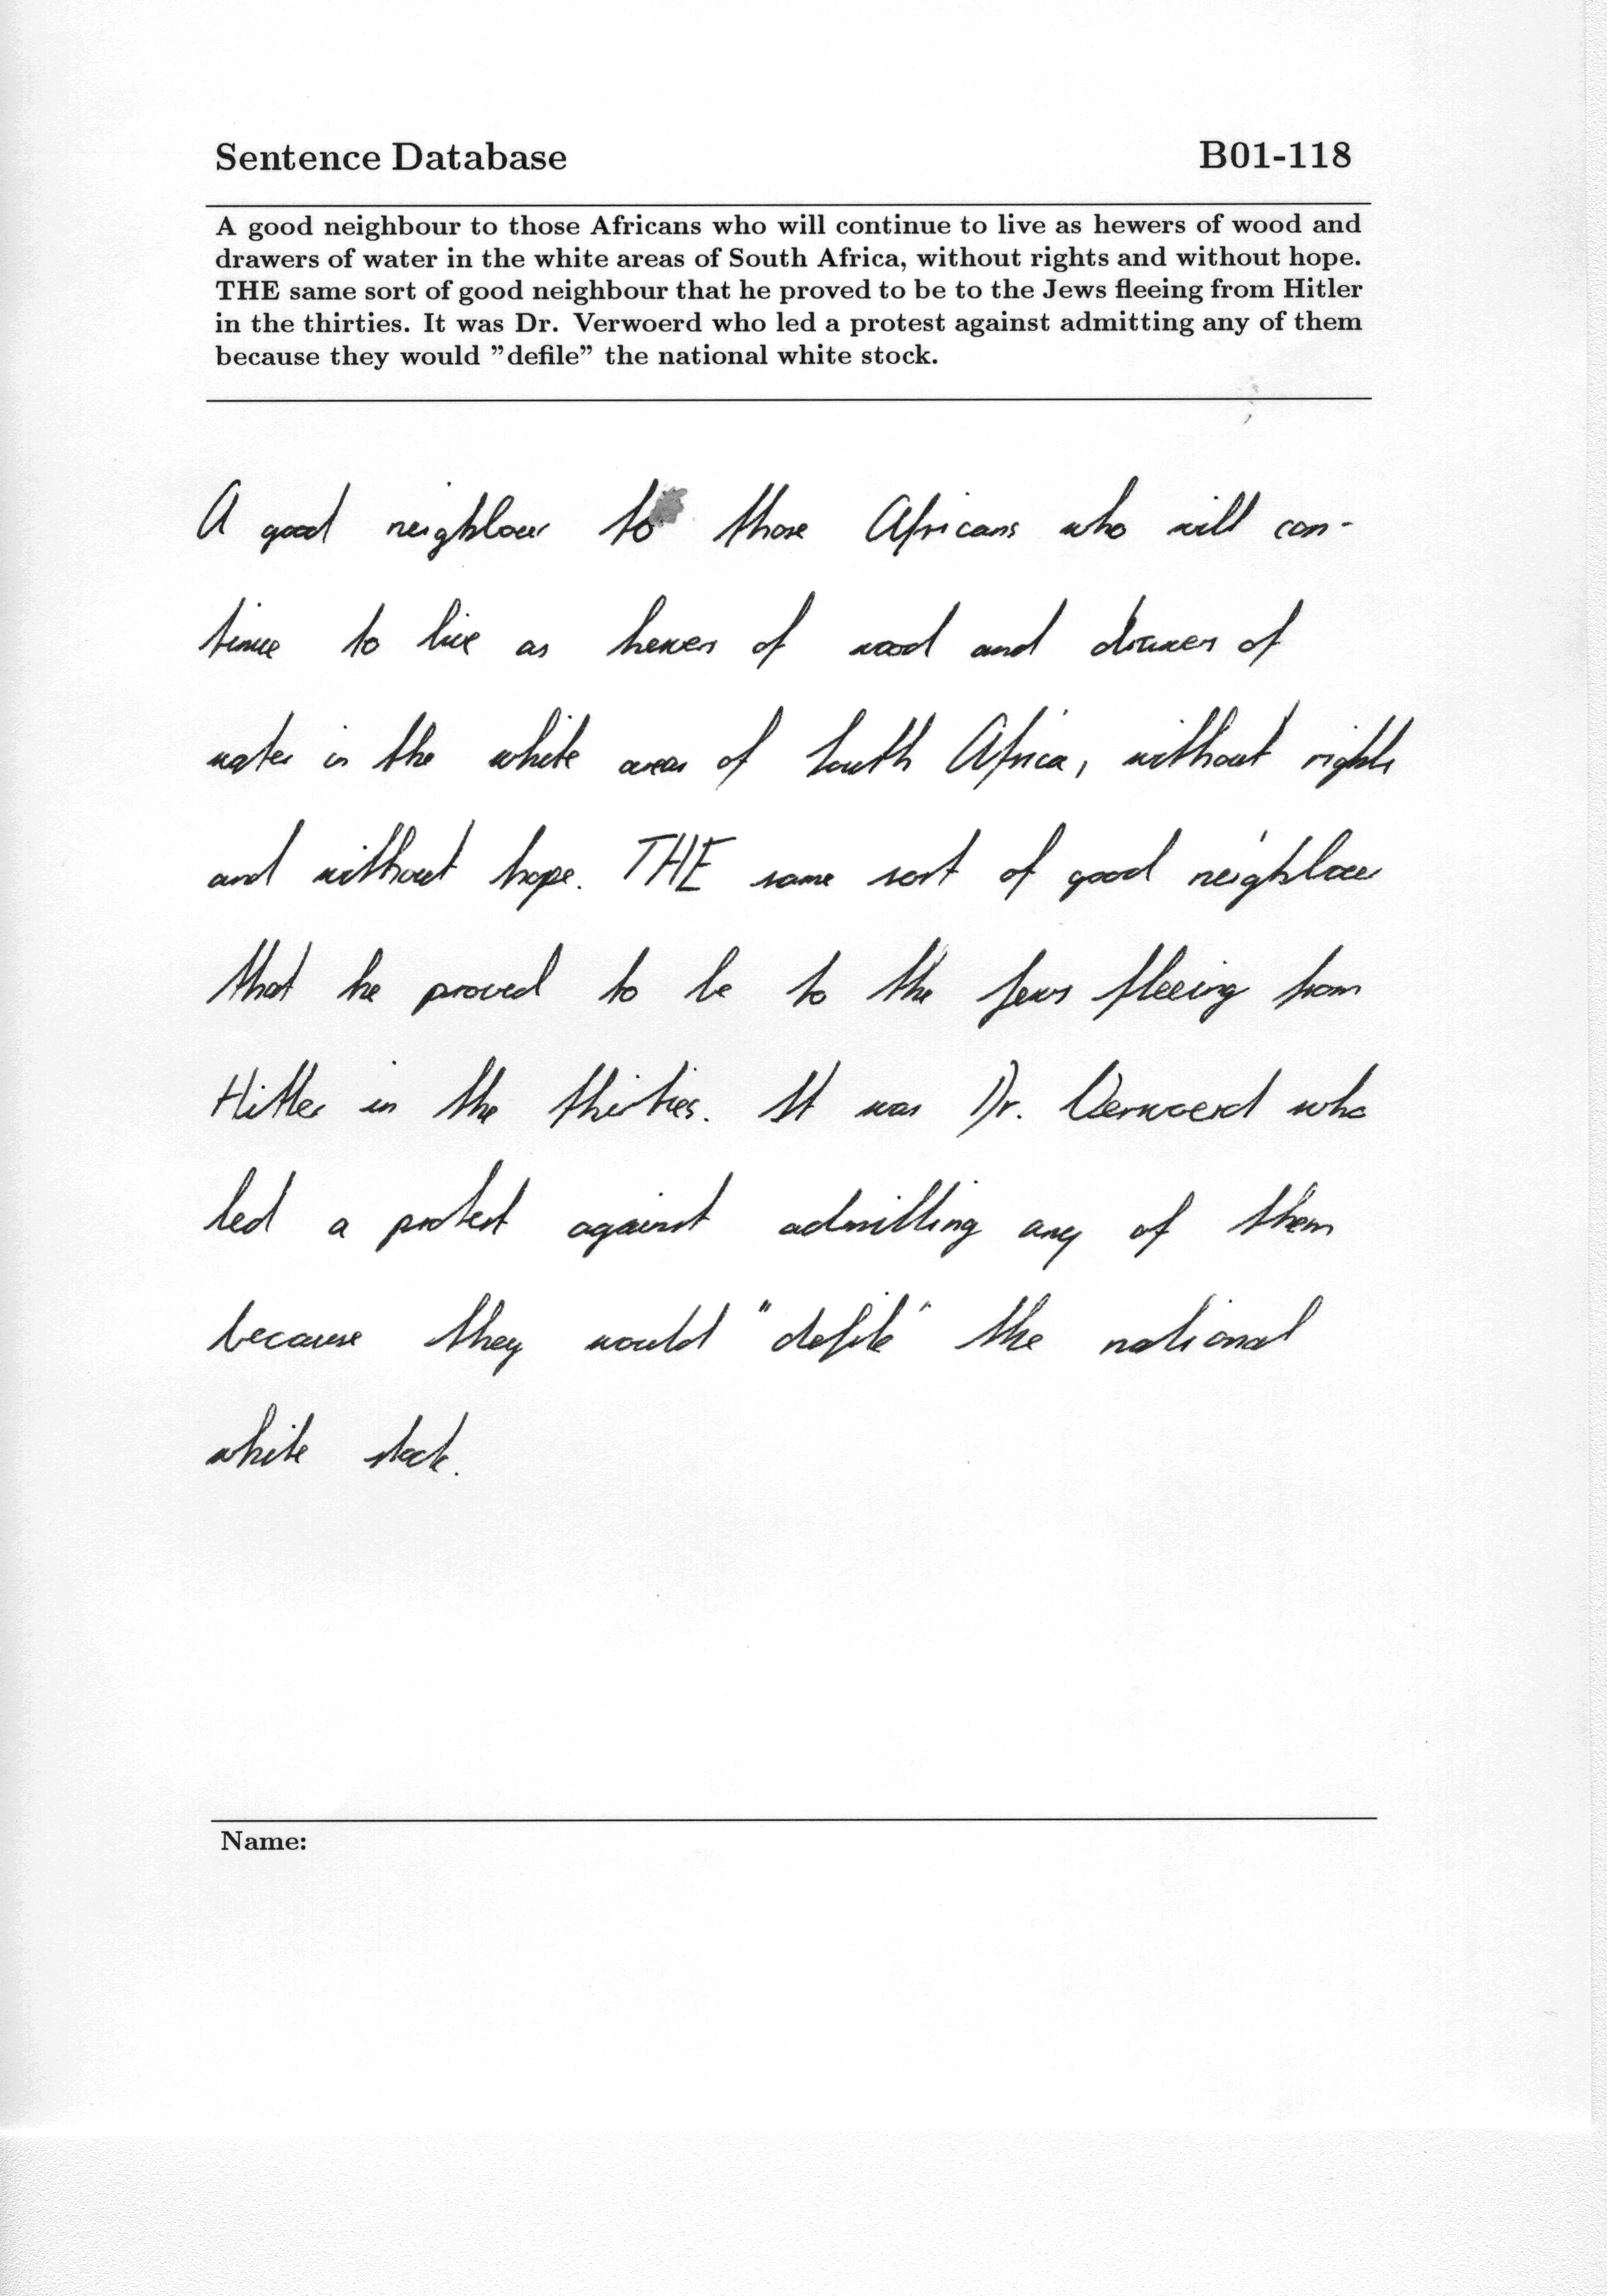 Sentence Database B01-118
A good neighbour to those Africans who will continue to live as hewers of wood and
drawers of water in the white areas of South Africa, without rights and without hope.
THE same sort of good neighbour that he proved to be to the Jews fleeing from Hitler
in the thirties. It was Dr. Verwoerd who led a protest against admitting any of them
because they would "defile" the national white stock.
A good neighbour to those Africans who will con-
tinue to live as hewers of wood and drawers of
water in the white areas of South Africa, without rights
and without hope. THE same sort of good neighbour
that he proved to be to the Jews fleeing from
Hitler in the thirties. It was Dr. Verwoerd who
led a protest against admitting any of them
because they would "defile" the national
white stock.
Name: